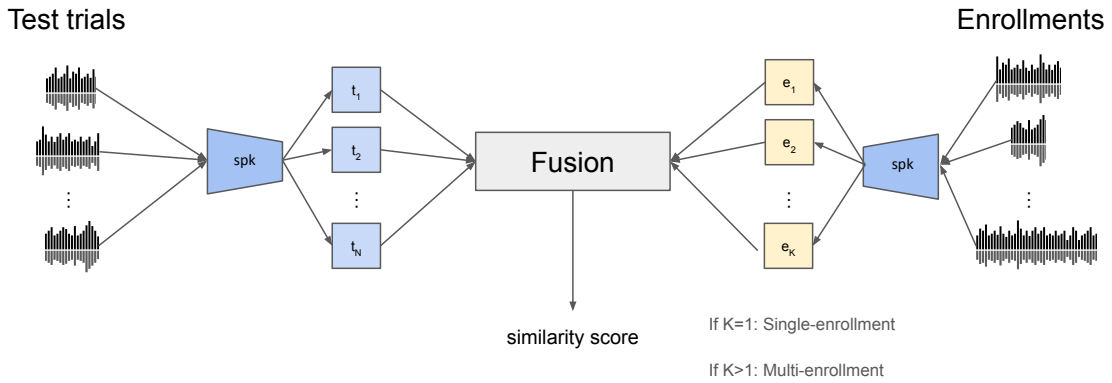 Test trials
Enrollments
t1
e1
spk
t2
Fusion
e2
spk
⋮
⋮
⋮
⋮
tN
eK
similarity score
If K=1: Single-enrollment
If K>1: Multi-enrollment